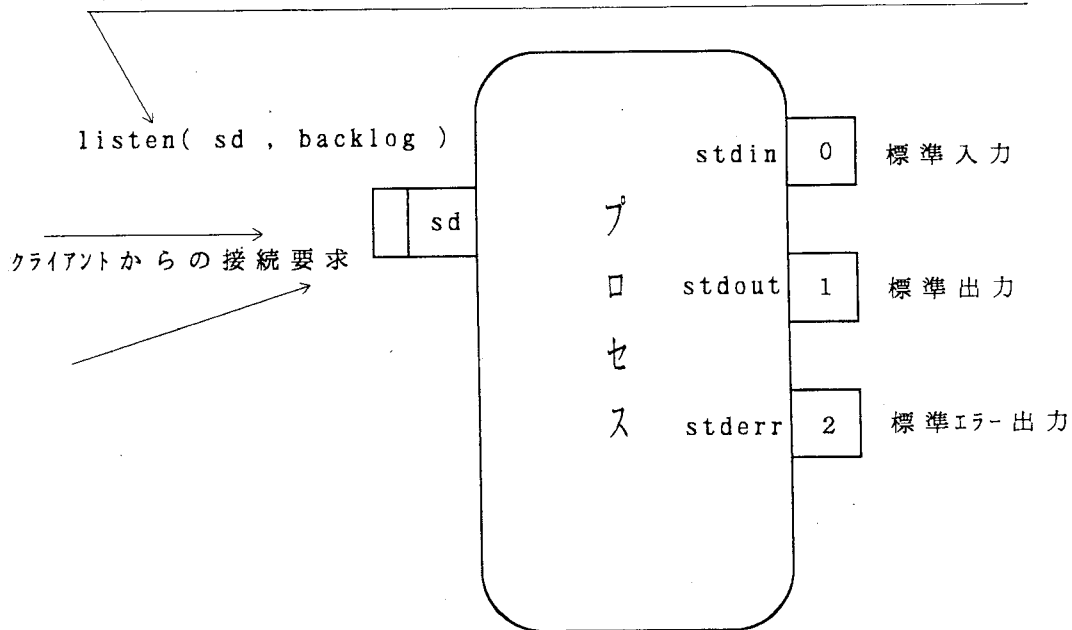 listen( sd , backlog )
stdin 0 標準入力
sd
クライアントからの接続要求
stdout 1 標準出力
stderr 2 標準エラー出力
プロセス